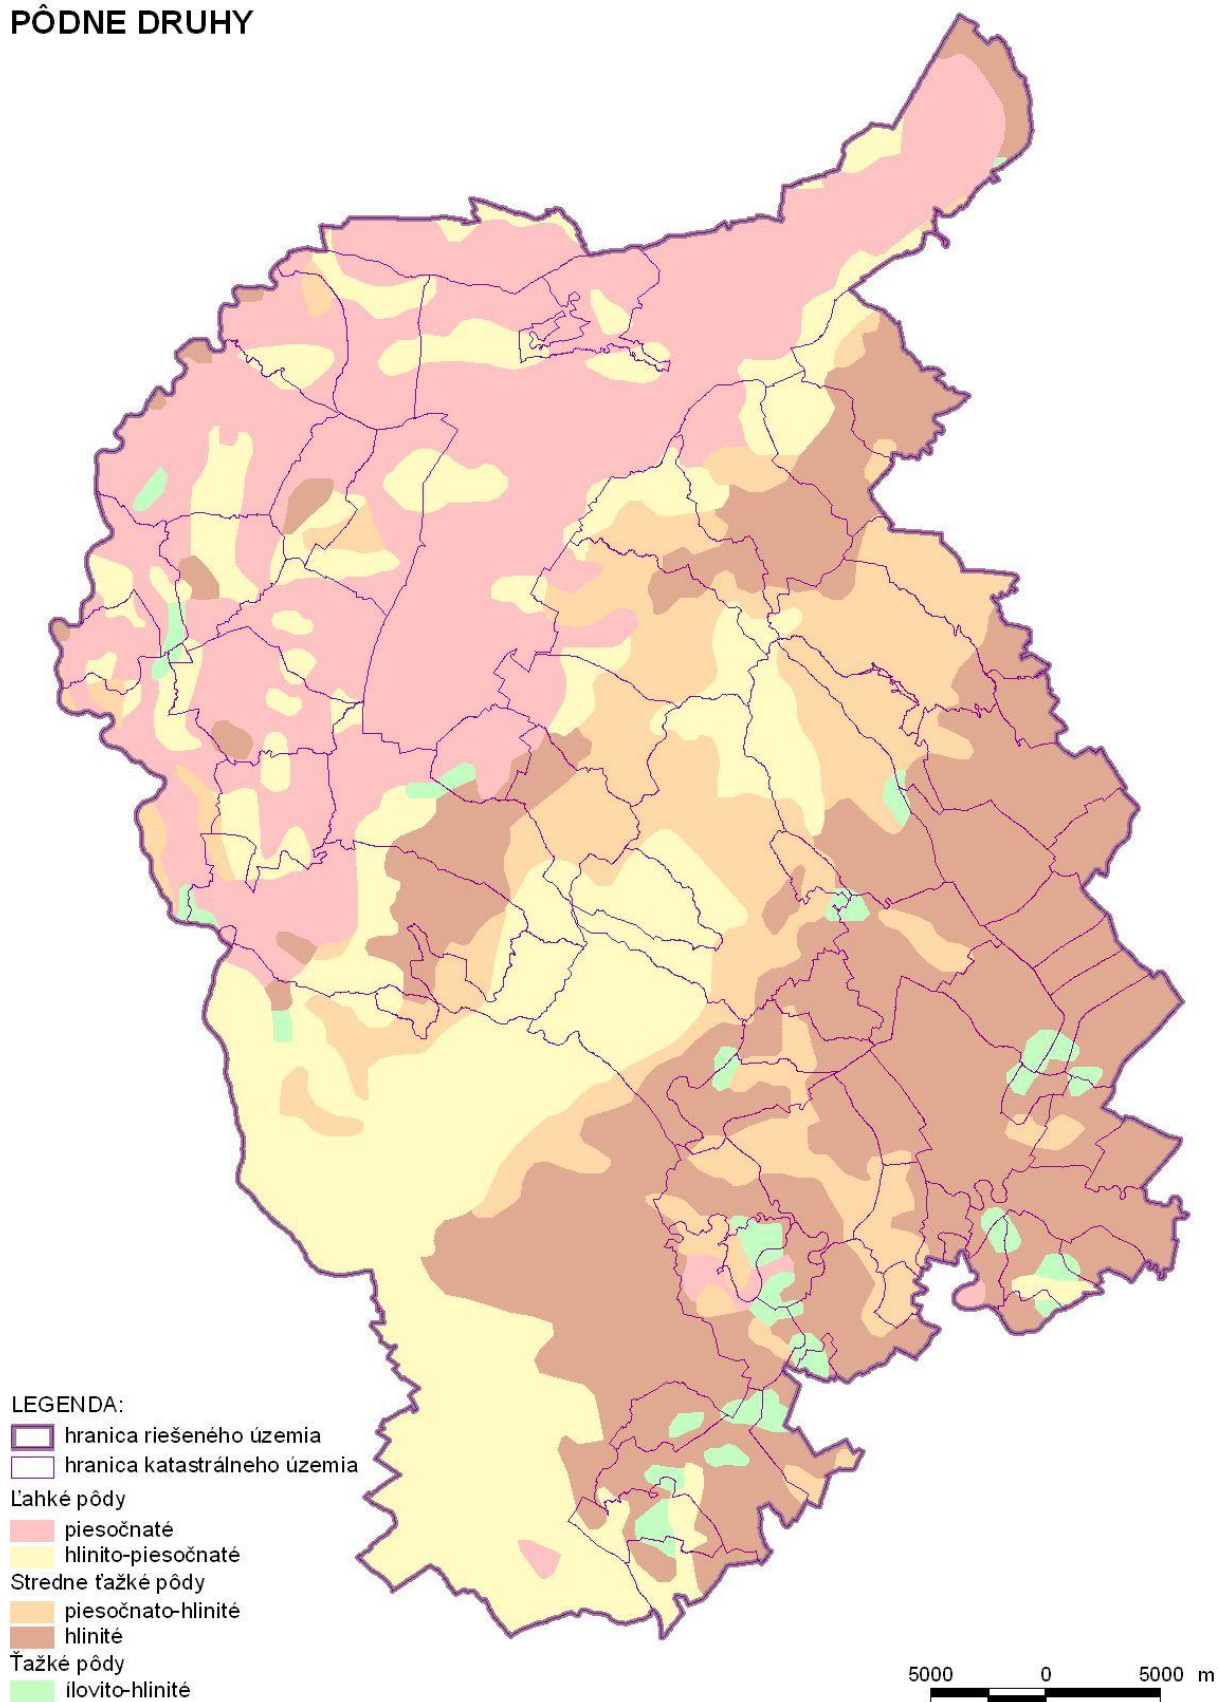 PÔDNE DRUHY
LEGENDA:
hranica riešeného územia
hranica katastrálneho územia
Ľahké pôdy
piesočnaté
hlinito-piesočnaté
Stredne ťažké pôdy
piesočnato-hlinité
hlinité
Ťažké pôdy
ílovito-hlinité
5000 0 5000 m